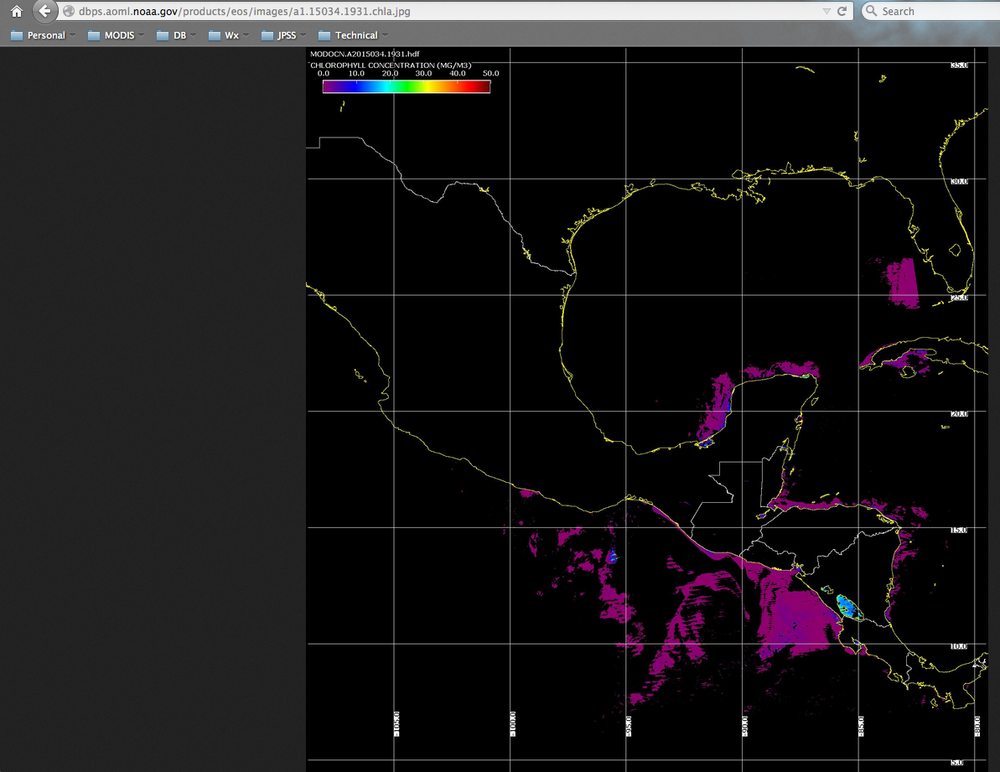 dbps.aoml.noaa.gov/products/eos/images/a1.15034.1931.chla.jpg
Search
Personal MODIS DB Wx JPSS Technical
MODOCN.A2015034.1931.hdf
CHLOROPHYLL CONCENTRATION (MG/M3)
0.0 10.0 20.0 30.0 40.0 50.0
35.0
30.0
25.0
20.0
15.0
10.0
-105.0 -100.0 -95.0 -90.0 -85.0 -80.0
5.0